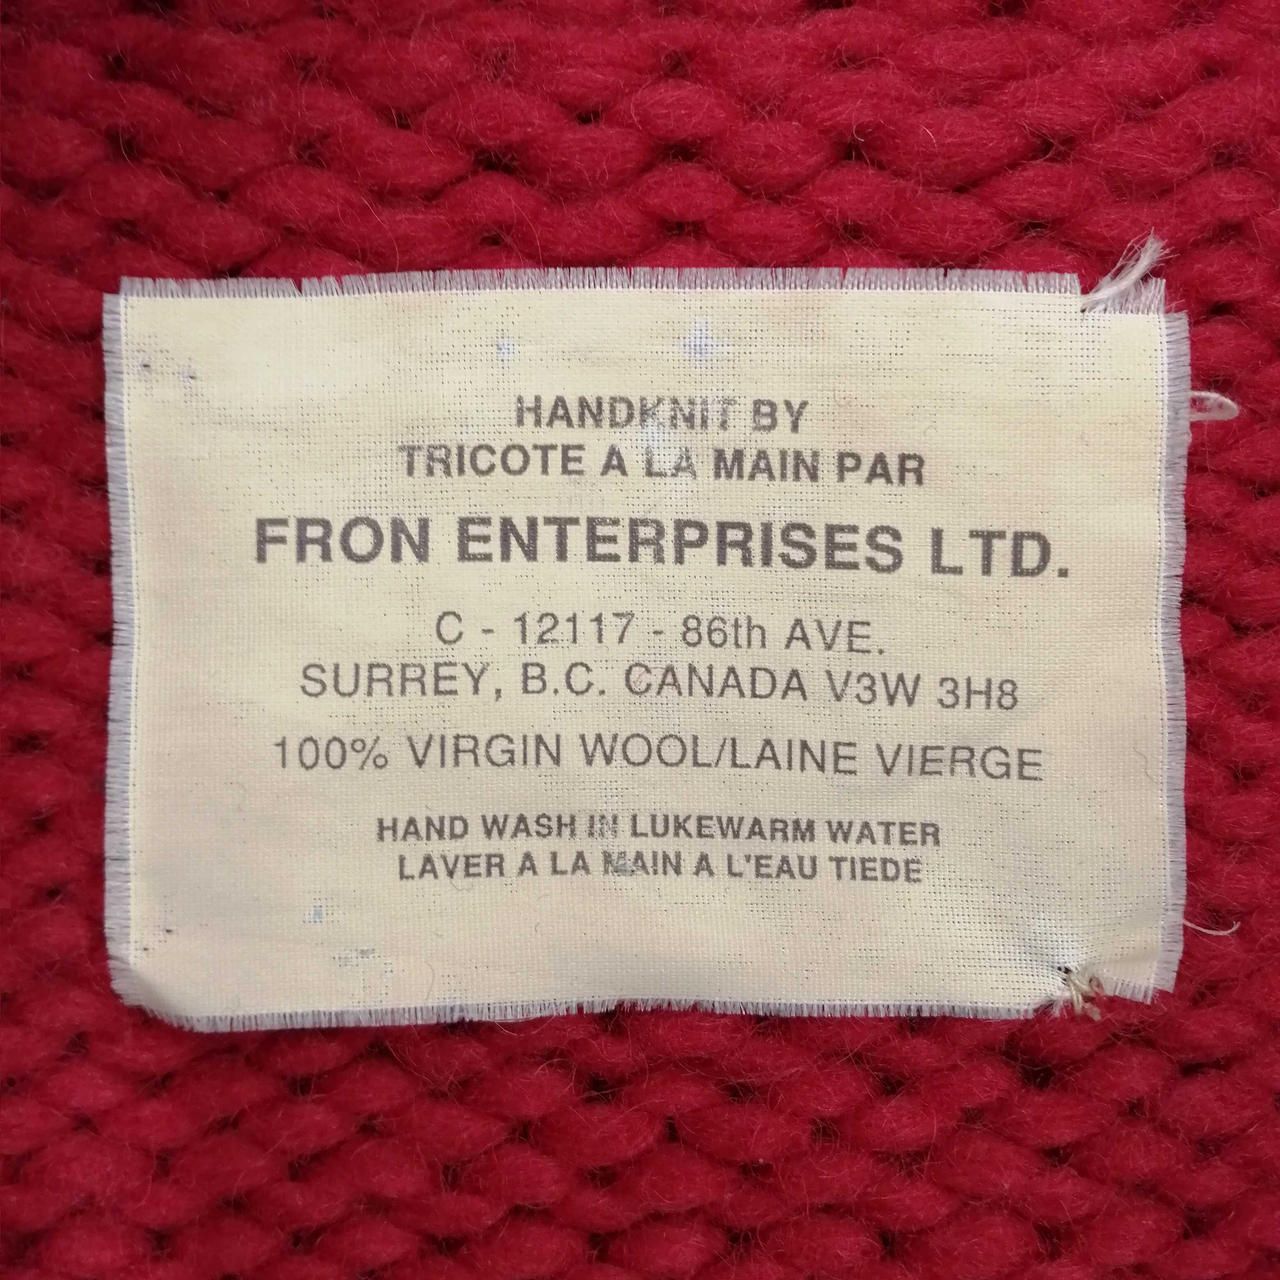 HANDKNIT BY
TRICOTE A LA MAIN PAR
FRON ENTERPRISES LTD.
C - 12117 - 86th AVE.
SURREY, B.C. CANADA V3W 3H8
100% VIRGIN WOOL/LAINE VIERGE
HAND WASH IN LUKEWARM WATER
LAVER A LA MAIN A L'EAU TIEDE